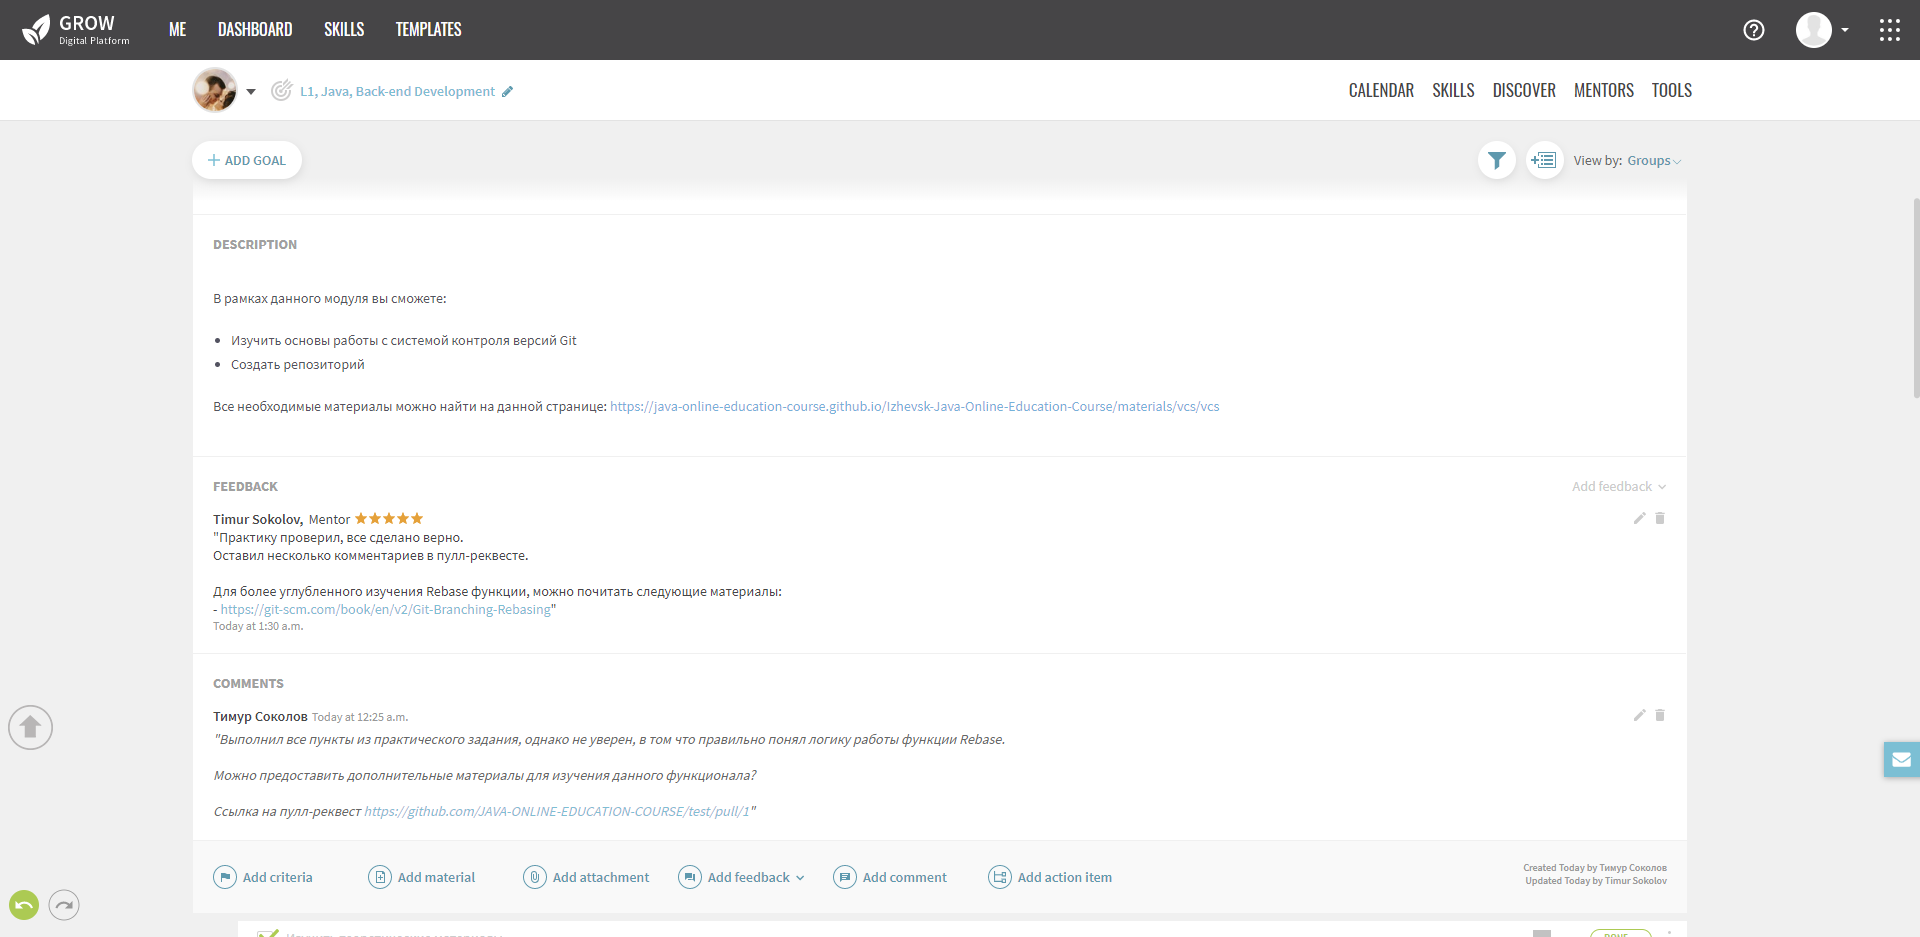 GROW
Digital Platform
ME DASHBOARD SKILLS TEMPLATES
L1, Java, Back-end Development
CALENDAR SKILLS DISCOVER MENTORS TOOLS
ADD GOAL
View by: Groups
DESCRIPTION
В рамках данного модуля вы сможете:
Изучить основы работы с системой контроля версий Git
Создать репозиторий
Все необходимые материалы можно найти на данной странице: https://java-online-education-course.github.io/Izhevsk-Java-Online-Education-Course/materials/vcs/vcs
FEEDBACK
Add feedback
Timur Sokolov, Mentor
"Практику проверил, все сделано верно.
Оставил несколько комментариев в пулл-реквесте.
Для более углубленного изучения Rebase функции, можно почитать следующие материалы:
- https://git-scm.com/book/en/v2/Git-Branching-Rebasing"
Today at 1:30 a.m.
COMMENTS
Тимур Соколов Today at 12:25 a.m.
"Выполнил все пункты из практического задания, однако не уверен, в том что правильно понял логику работы функции Rebase.
Можно предоставить дополнительные материалы для изучения данного функционала?
Ссылка на пулл-реквест https://github.com/JAVA-ONLINE-EDUCATION-COURSE/test/pull/1"
Add criteria Add material Add attachment Add feedback Add comment Add action item
Created Today by Тимур Соколов
Updated Today by Timur Sokolov